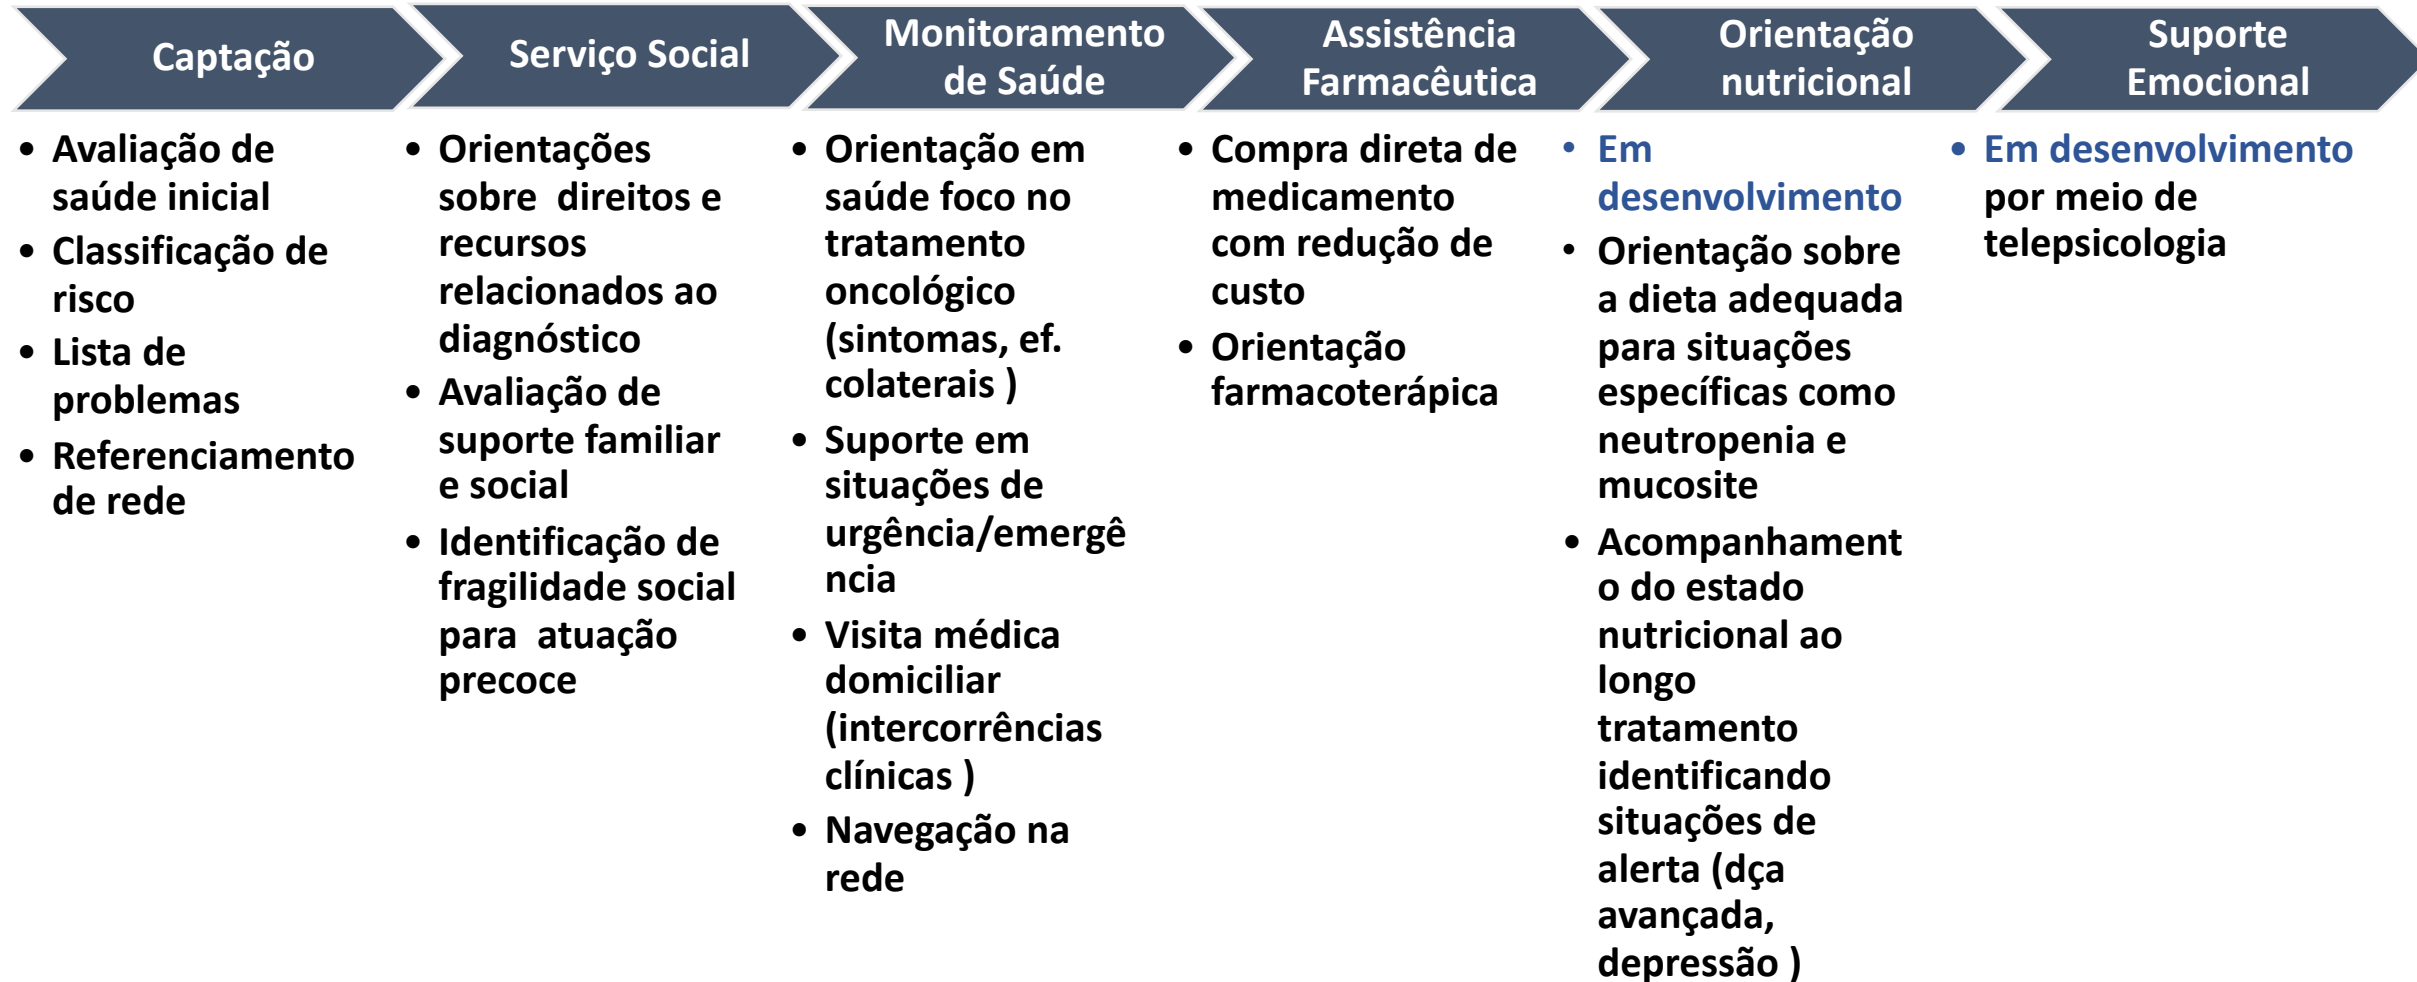 Captação
Serviço Social
Monitoramento
de Saúde
Assistência
Farmacêutica
Orientação
nutricional
Suporte
Emocional
• Avaliação de
saúde inicial
• Classificação de
risco
• Lista de
problemas
• Referenciamento
de rede
• Orientações
sobre  direitos e
recursos
relacionados ao
diagnóstico
• Avaliação de
suporte familiar
e social
• Identificação de
fragilidade social
para  atuação
precoce
• Orientação em
saúde foco no
tratamento
oncológico
(sintomas, ef.
colaterais )
• Suporte em
situações de
urgência/emergê
ncia
• Visita médica
domiciliar
(intercorrências
clínicas )
• Navegação na
rede
• Compra direta de
medicamento
com redução de
custo
• Orientação
farmacoterápica
• Em
desenvolvimento
• Orientação sobre
a dieta adequada
para situações
específicas como
neutropenia e
mucosite
• Acompanhament
o do estado
nutricional ao
longo
tratamento
identificando
situações de
alerta (dça
avançada,
depressão )
• Em desenvolvimento
por meio de
telepsicologia